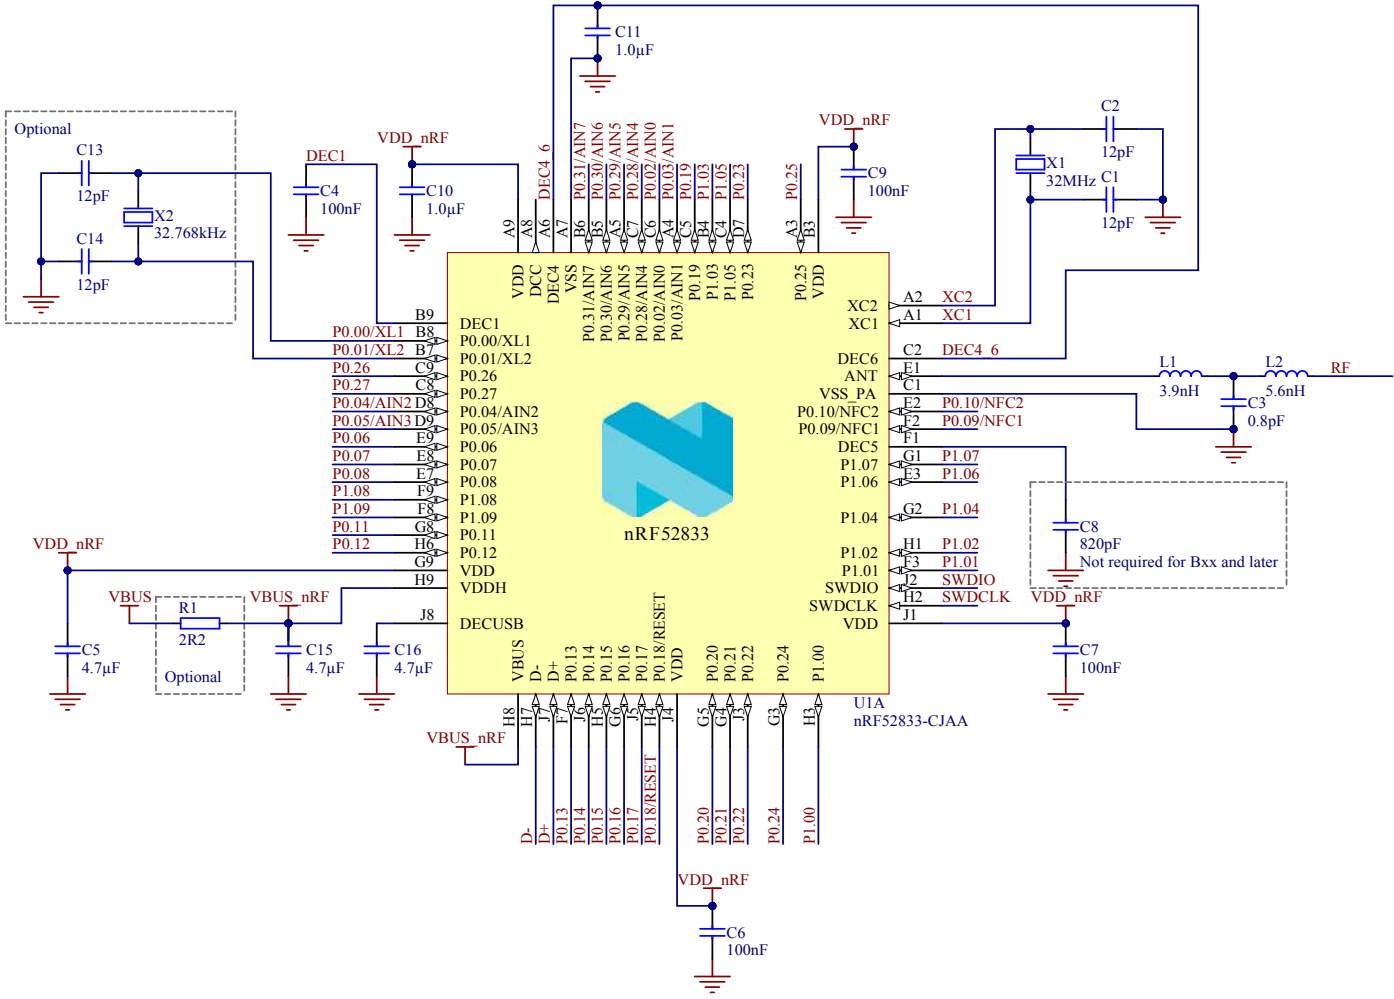 C11
1.0µF
Optional
C13
12pF
X2
32.768kHz
C14
12pF
DEC1
C4
100nF
VDD_nRF
C10
1.0µF
DEC4_6
P0.31/AIN7
P0.30/AIN6
P0.29/AIN5
P0.28/AIN4
P0.02/AIN0
P0.03/AIN1
P0.19
P1.03
P1.05
P0.23
P0.25
VDD_nRF
C9
100nF
C2
12pF
X1
32MHz
C1
12pF
A9
A8
A6
A7
B6
B5
A5
C7
C6
A4
C5
B4
C4
D7
A3
B3
VDD
DCC
DEC4
VSS
P0.31/AIN7
P0.30/AIN6
P0.29/AIN5
P0.28/AIN4
P0.02/AIN0
P0.03/AIN1
P0.19
P1.03
P1.05
P0.23
P0.25
VDD
B9 DEC1
P0.00/XL1 B8 P0.00/XL1
P0.01/XL2 B7 P0.01/XL2
P0.26 C9 P0.26
P0.27 C8 P0.27
P0.04/AIN2 D8 P0.04/AIN2
P0.05/AIN3 D9 P0.05/AIN3
P0.06 E9 P0.06
P0.07 E8 P0.07
P0.08 E7 P0.08
P1.08 F9 P1.08
P1.09 F8 P1.09
P0.11 G8 P0.11
P0.12 H6 P0.12
G9 VDD
H9 VDDH
J8 DECUSB
XC2 A2 XC2
XC1 A1 XC1
DEC6 C2 DEC4_6
ANT E1
VSS_PA C1
P0.10/NFC2 E2 P0.10/NFC2
P0.09/NFC1 F2 P0.09/NFC1
DEC5 F1
P1.07 G1 P1.07
P1.06 E3 P1.06
P1.04 G2 P1.04
P1.02 H1 P1.02
P1.01 F3 P1.01
SWDIO J2 SWDIO
SWDCLK H2 SWDCLK
VDD J1
L1
3.9nH
L2
5.6nH
RF
C3
0.8pF
C8
820pF
Not required for Bxx and later
VDD_nRF
C7
100nF
nRF52833
VDD_nRF
C5
4.7µF
VBUS
R1
2R2
Optional
VBUS_nRF
C15
4.7µF
C16
4.7µF
VBUS
D-
D+
P0.13
P0.14
P0.15
P0.16
P0.17
P0.18/RESET
VDD
P0.20
P0.21
P0.22
P0.24
P1.00
U1A
nRF52833-CJAA
H8
H7
J7
F7
J6
H5
G6
J5
H4
J4
G5
G4
J3
G3
H3
VBUS_nRF
D-
D+
P0.13
P0.14
P0.15
P0.16
P0.17
P0.18/RESET
P0.20
P0.21
P0.22
P0.24
P1.00
VDD_nRF
C6
100nF